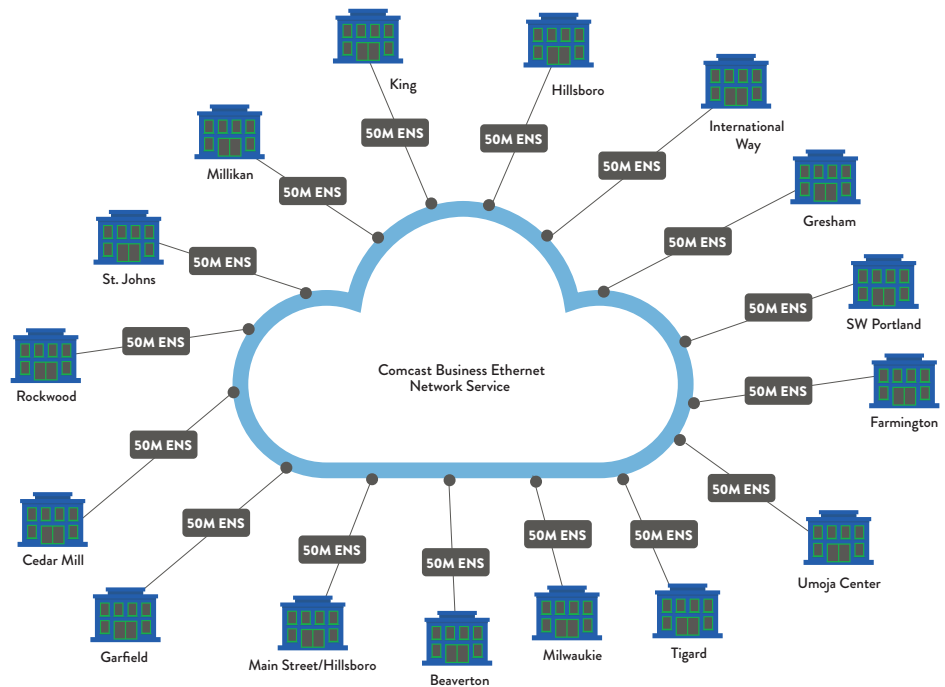 King
Hillsboro
50M ENS
50M ENS
International
Way
Millikan
50M ENS
50M ENS
Gresham
50M ENS
St. Johns
50M ENS
SW Portland
50M ENS
Rockwood
50M ENS
Comcast Business Ethernet
Network Service
Farmington
50M ENS
Cedar Mill
50M ENS
Umoja Center
50M ENS
Garfield
50M ENS
Main Street/Hillsboro
50M ENS
Beaverton
50M ENS
Milwaukie
50M ENS
Tigard
50M ENS